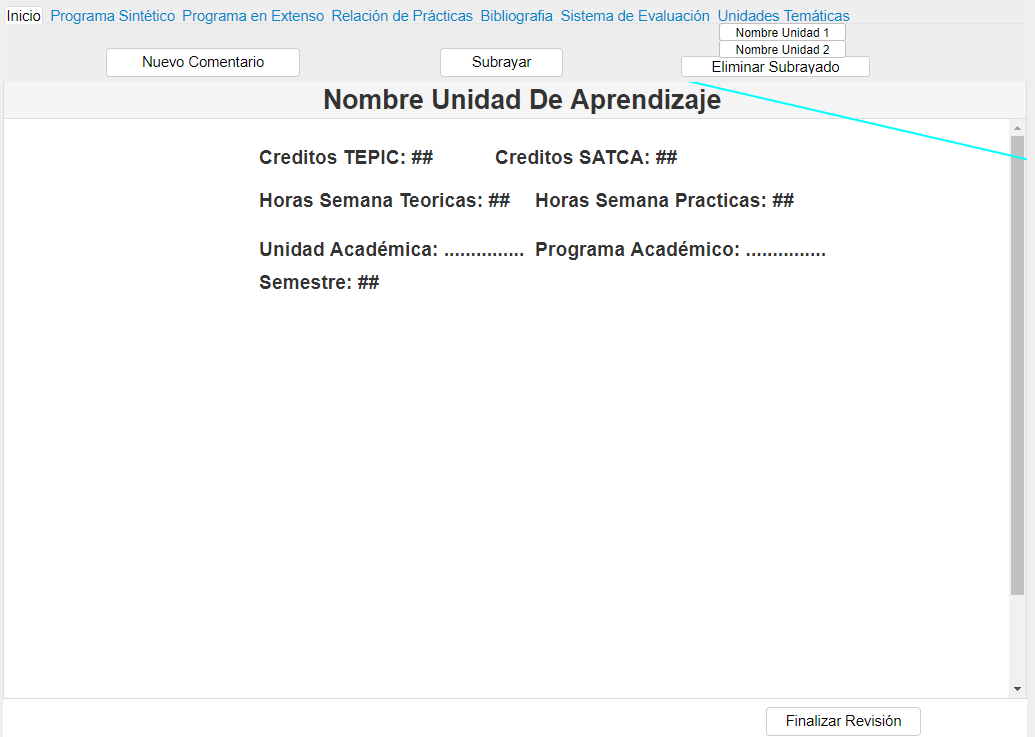 Inicio Programa Sintético Programa en Extenso Relación de Prácticas Bibliografia Sistema de Evaluación Unidades Temáticas
Nombre Unidad 1
Nombre Unidad 2
Nuevo Comentario Subrayar Eliminar Subrayado
Nombre Unidad De Aprendizaje
Creditos TEPIC: ## Creditos SATCA: ##
Horas Semana Teoricas: ## Horas Semana Practicas: ##
Unidad Académica: ............... Programa Académico: ...............
Semestre: ##
Finalizar Revisión